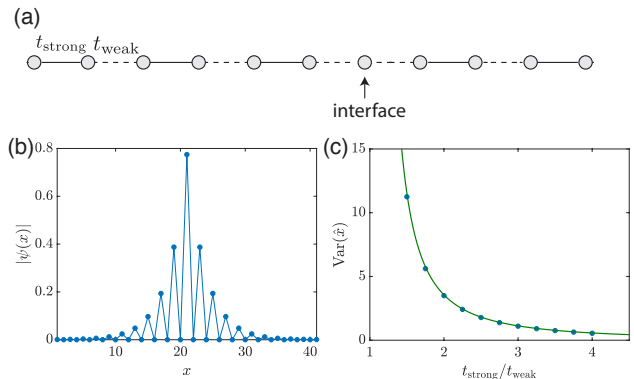 (a)
t_strong t_weak
interface
(b)
(c)
0.8
0.6
0.4
0.2
0
|ψ(x)|
10 20 30 40
x
15
10
5
0
Var(x̂)
1 2 3 4
t_strong/t_weak